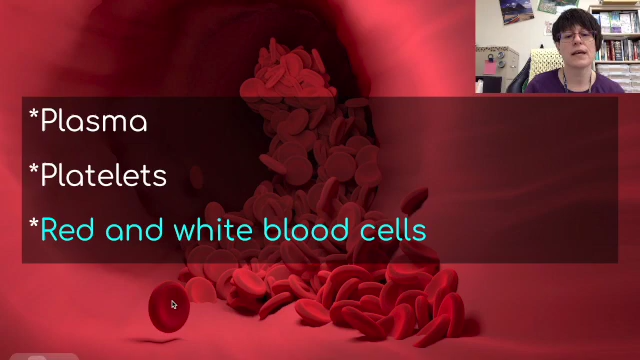 *Plasma
*Platelets
*Red and white blood cells